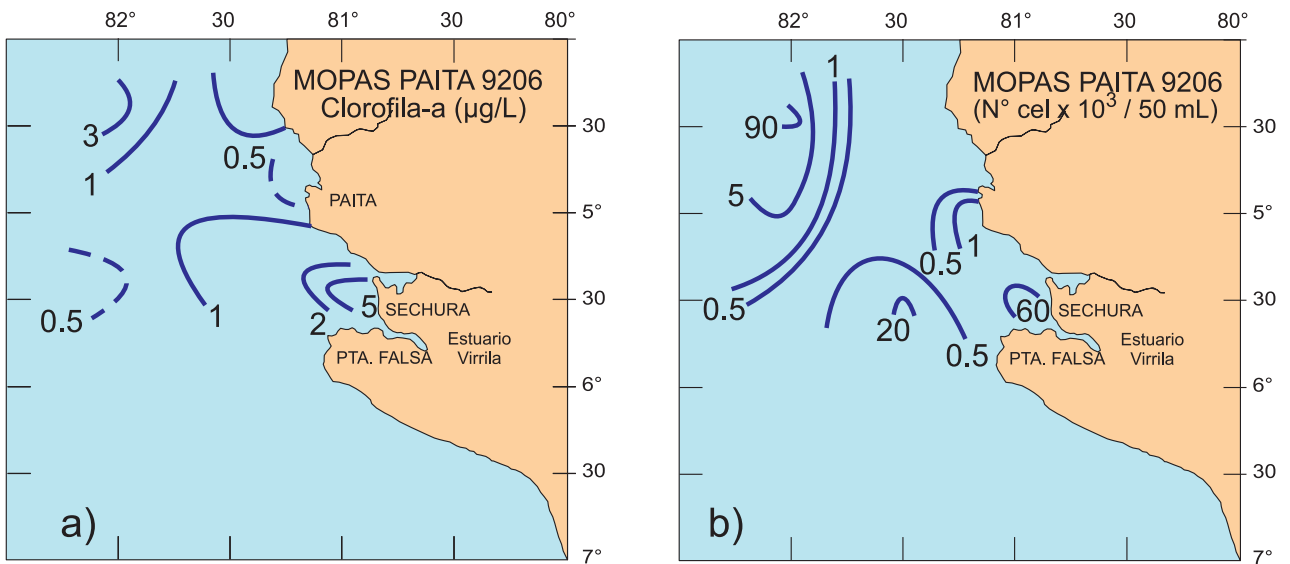 82° 30 81° 30 80°
MOPAS PAITA 9206
Clorofila-a (µg/L)
3
30
1
0.5
PAITA
5°
0.5
1
2
5
30
SECHURA
Estuario
Virrila
PTA. FALSA
6°
30
a)
7°
82° 30 81° 30 80°
1
MOPAS PAITA 9206
(N° cel x 10³ / 50 mL)
90
30
5
5°
0.5
1
0.5
20
60
30
SECHURA
0.5
PTA. FALSA
Estuario
Virrila
6°
30
b)
7°